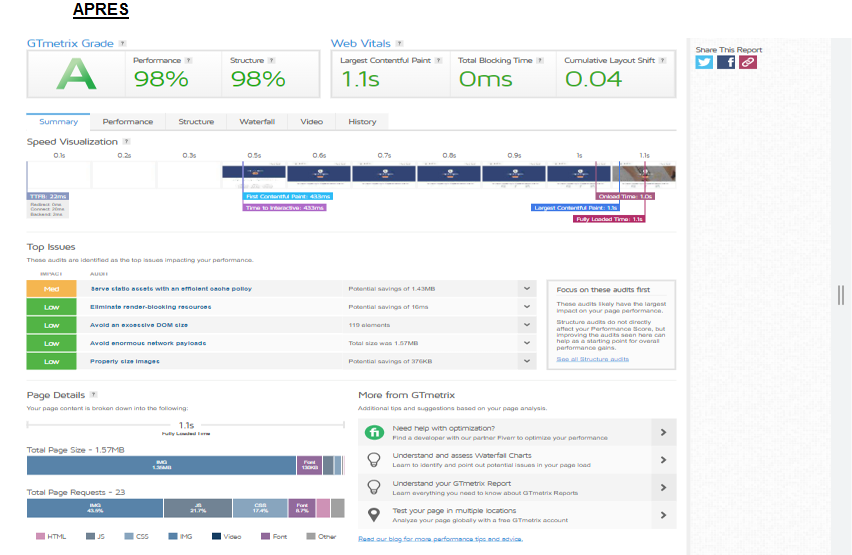 APRES
GTmetrix Grade ?
Web Vitals ?
Share This Report
Performance ?
Structure ?
Largest Contentful Paint ?
Total Blocking Time ?
Cumulative Layout Shift ?
A
98%
98%
1.1s
0ms
0.04
Summary
Performance
Structure
Waterfall
Video
History
Speed Visualization ?
0.1s
0.2s
0.3s
0.5s
0.6s
0.7s
0.8s
0.9s
1s
1.1s
TTFB: 22ms
Redirect: 0ms
Connect: 20ms
Backend: 2ms
First Contentful Paint: 433ms
Time to Interactive: 433ms
Onload Time: 1.0s
Largest Contentful Paint: 1.1s
Fully Loaded Time: 1.1s
Top Issues
These audits are identified as the top issues impacting your performance.
IMPACT
AUDIT
Med
Serve static assets with an efficient cache policy
Potential savings of 1.43MB
Low
Eliminate render-blocking resources
Potential savings of 16ms
Low
Avoid an excessive DOM size
119 elements
Low
Avoid enormous network payloads
Total size was 1.57MB
Low
Properly size images
Potential savings of 375KB
Focus on these audits first
These audits likely have the largest
impact on your page performance.
Structure audits do not directly
affect your Performance Score, but
improving the audits seen here can
help as a starting point for overall
performance gains.
See all Structure audits
Page Details ?
Your page content is broken down into the following:
1.1s
Fully Loaded Time
Total Page Size - 1.57MB
IMG
1.35MB
Font
Total Page Requests - 23
IMG
43.5%
JS
21.7%
CSS
17.4%
Font
8.7%
HTML
JS
CSS
IMG
Video
Font
Other
More from GTmetrix
Additional tips and suggestions based on your page analysis.
fi
Need help with optimization?
Find a developer with our partner Fiverr to optimize your performance
Understand and assess Waterfall Charts
Learn to identify and point-out potential issues in your page load
Understand your GTmetrix Report
Learn everything you need to know about GTmetrix Reports
Test your page in multiple locations
Analyze your page globally with a free GTmetrix account
Read our blog for more performance tips and advice.